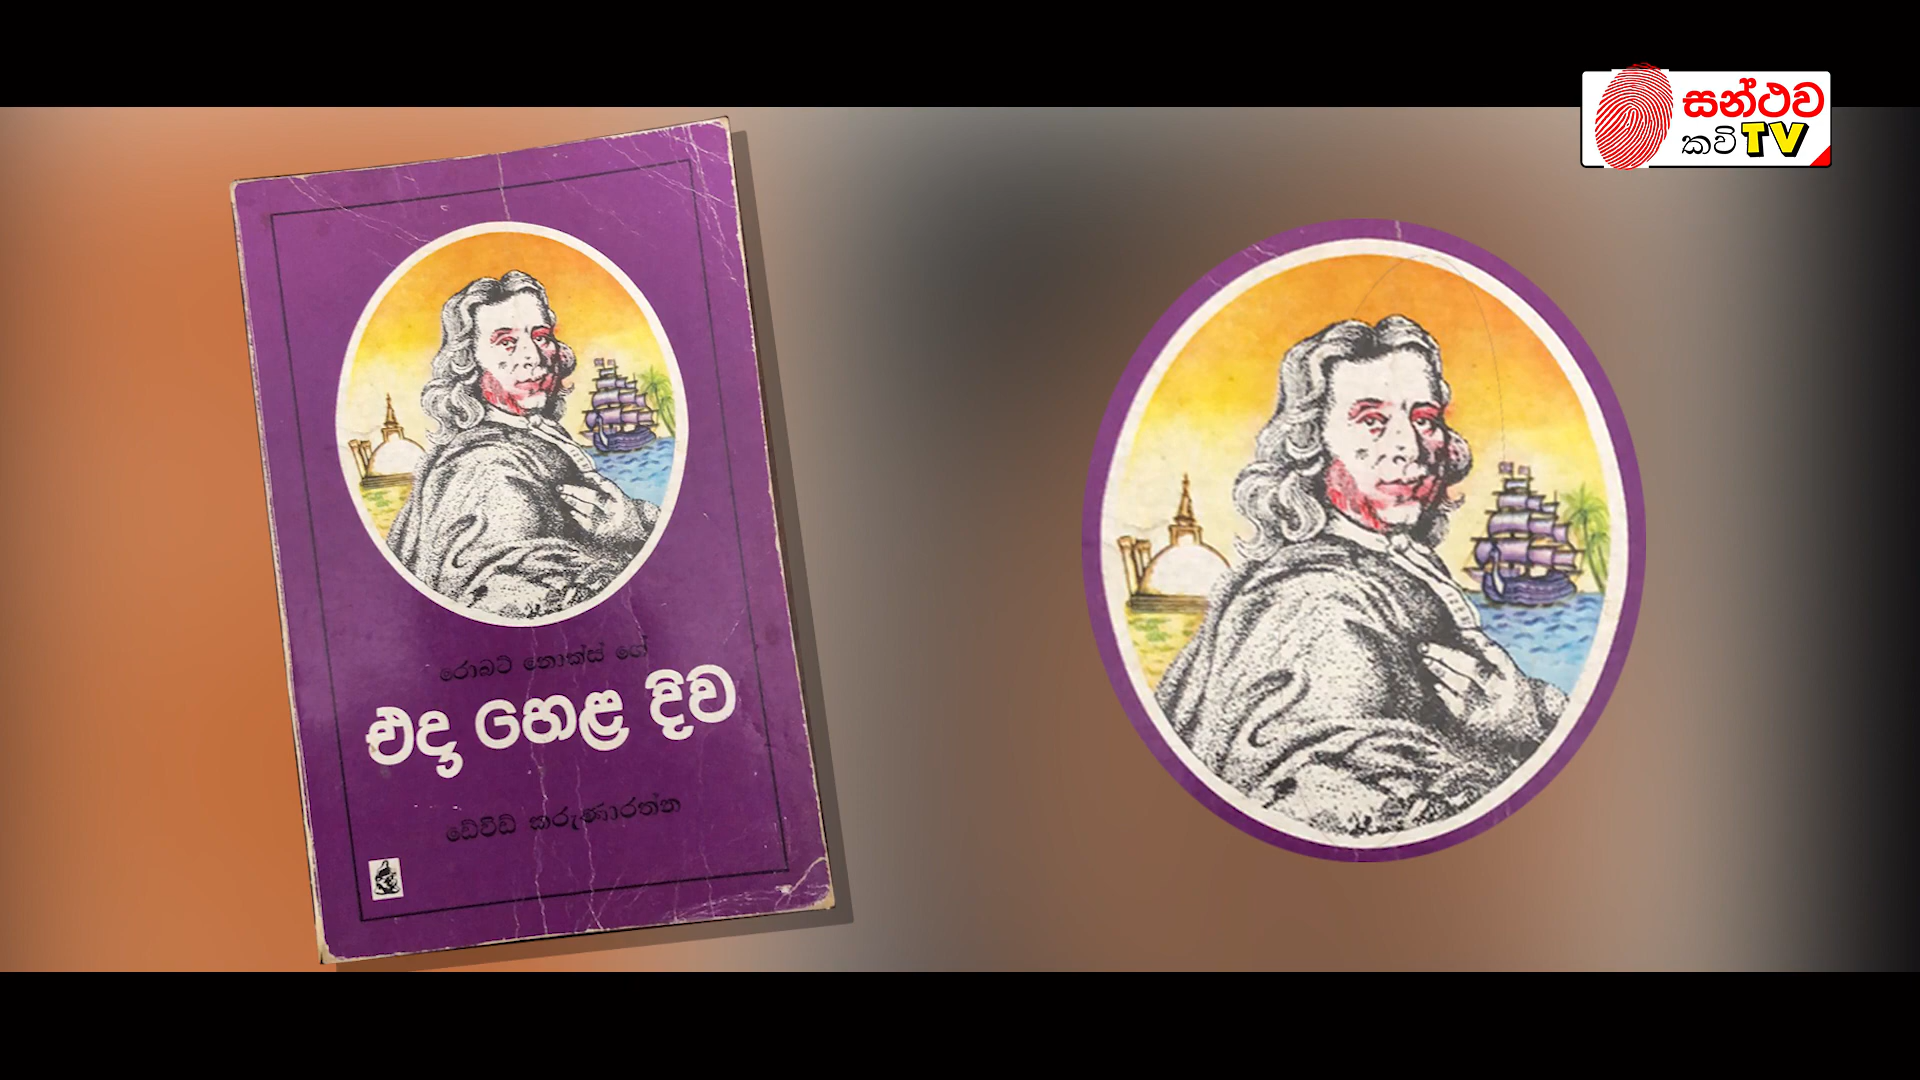 සන්ථව
කවි TV
රොබට් නොක්ස් ගේ
එදා හෙළ දිව
ඩේවිඩ් කරුණාරත්න